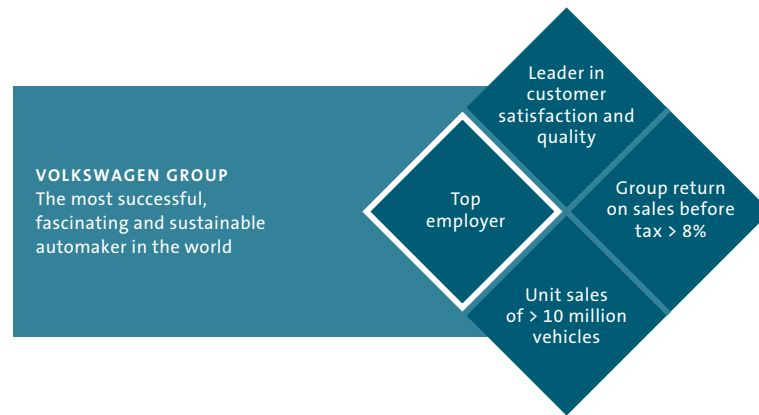 VOLKSWAGEN GROUP
The most successful,
fascinating and sustainable
automaker in the world
Leader in
customer
satisfaction and
quality
Top
employer
Group return
on sales before
tax > 8%
Unit sales
of > 10 million
vehicles